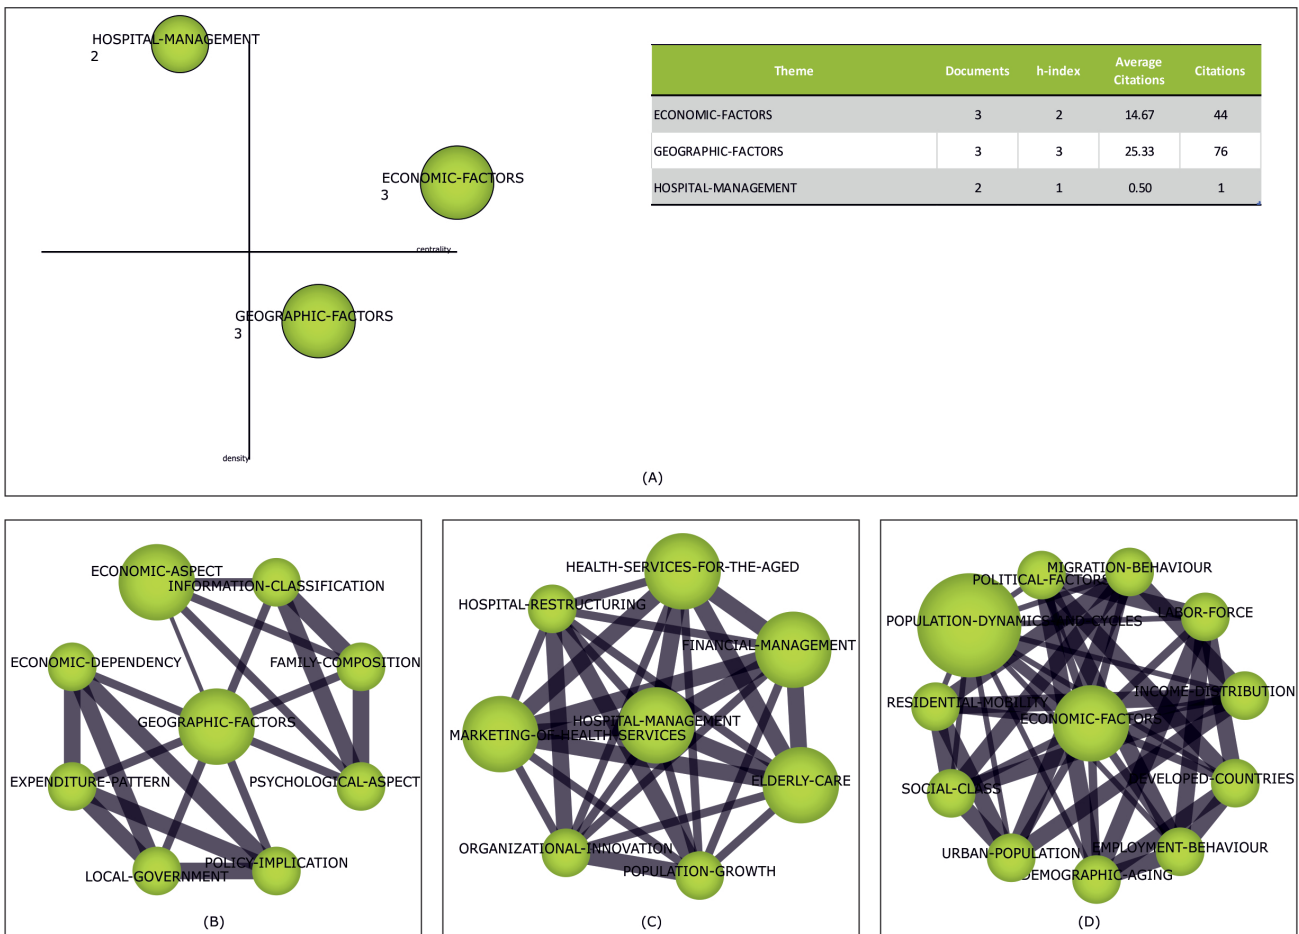 HOSPITAL-MANAGEMENT
2
ECONOMIC-FACTORS
3
centrality
GEOGRAPHIC-FACTORS
3
density
Theme Documents h-index Average Citations Citations
ECONOMIC-FACTORS 3 2 14.67 44
GEOGRAPHIC-FACTORS 3 3 25.33 76
HOSPITAL-MANAGEMENT 2 1 0.50 1
(A)
ECONOMIC-ASPECT
INFORMATION-CLASSIFICATION
ECONOMIC-DEPENDENCY
FAMILY-COMPOSITION
GEOGRAPHIC-FACTORS
EXPENDITURE-PATTERN
PSYCHOLOGICAL-ASPECT
POLICY-IMPLICATION
LOCAL-GOVERNMENT
(B)
HEALTH-SERVICES-FOR-THE-AGED
HOSPITAL-RESTRUCTURING
FINANCIAL-MANAGEMENT
HOSPITAL-MANAGEMENT
MARKETING-OF-HEALTH-SERVICES
ELDERLY-CARE
ORGANIZATIONAL-INNOVATION
POPULATION-GROWTH
(C)
MIGRATION-BEHAVIOUR
POLITICAL-FACTORS
LABOR-FORCE
POPULATION-DYNAMICS-AND-CYCLES
INCOME-DISTRIBUTION
RESIDENTIAL-MOBILITY
ECONOMIC-FACTORS
DEVELOPED-COUNTRIES
SOCIAL-CLASS
EMPLOYMENT-BEHAVIOUR
URBAN-POPULATION
DEMOGRAPHIC-AGING
(D)